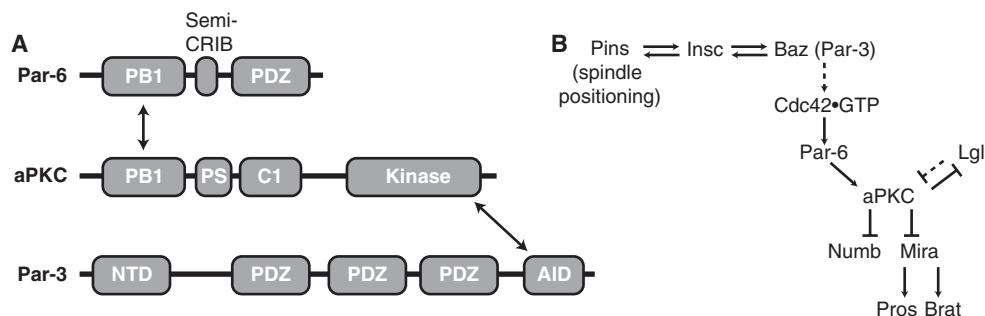 A
Semi-
CRIB
Par-6 PB1 PDZ
aPKC PB1 PS C1 Kinase
Par-3 NTD PDZ PDZ PDZ AID
B
Pins Insc Baz (Par-3)
(spindle
positioning)
Cdc42•GTP
Par-6 Lgl
aPKC
Numb Mira
Pros Brat